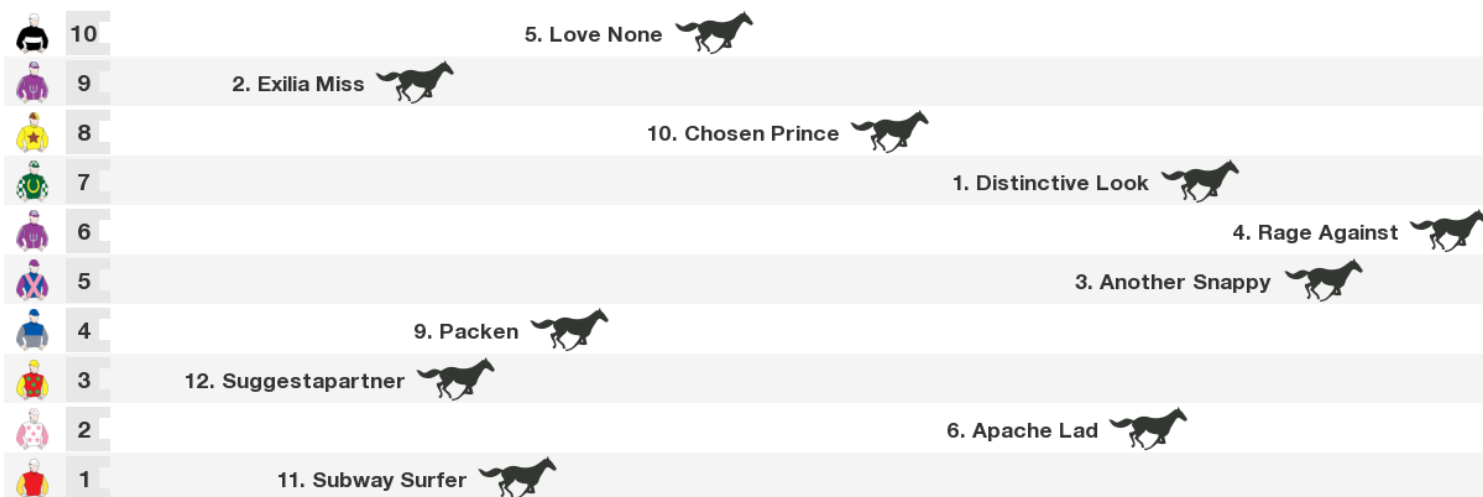 10 5. Love None
9 2. Exilia Miss
8 10. Chosen Prince
7 1. Distinctive Look
6 4. Rage Against
5 3. Another Snappy
4 9. Packen
3 12. Suggestapartner
2 6. Apache Lad
1 11. Subway Surfer